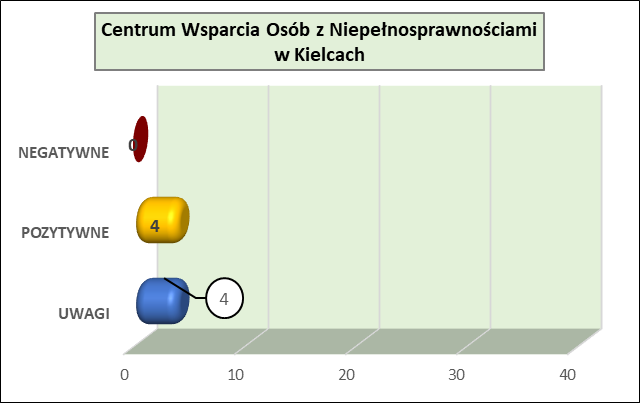 Centrum Wsparcia Osób z Niepełnosprawnościami
w Kielcach
NEGATYWNE
0
POZYTYWNE
4
UWAGI
4
0
10
20
30
40